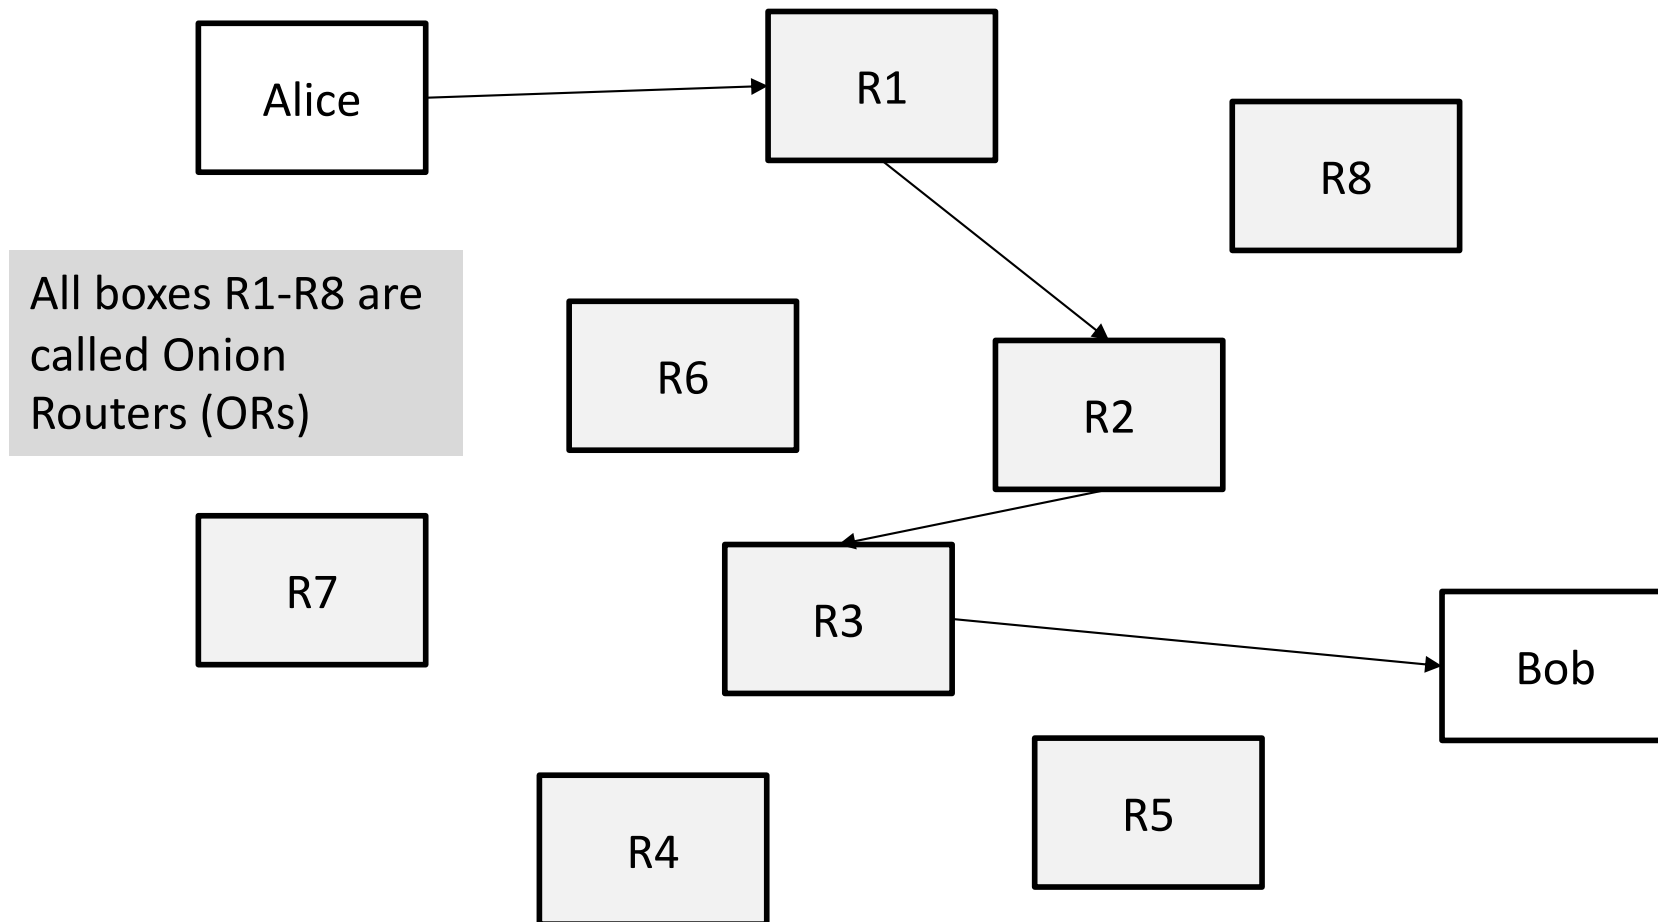 Alice
R1
R8
All boxes R1-R8 are
called Onion
Routers (ORs)
R6
R2
R7
R3
Bob
R5
R4